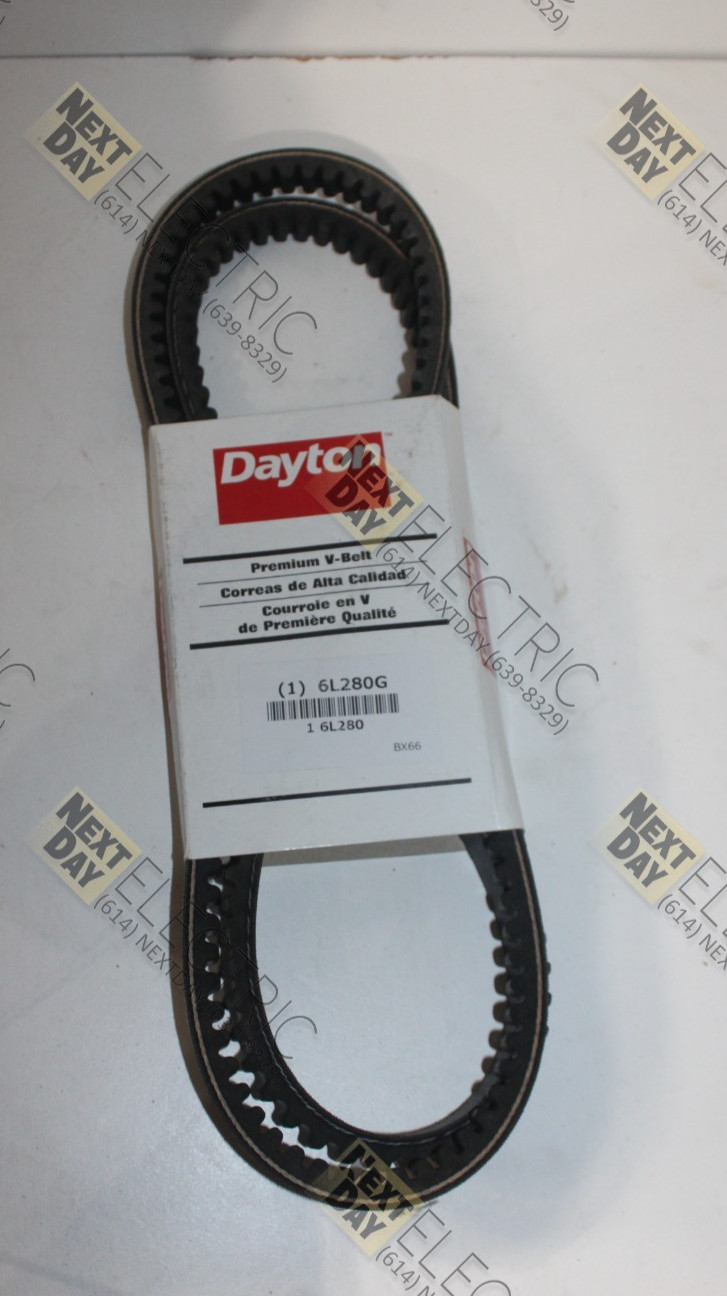 Dayton™
Premium V-Belt
Correas de Alta Calidad
Courroie en V
de Première Qualité
(1) 6L280G
1 6L280
BX66
NEXT
DAY
ELECTRIC
(614) NEXTDAY (639-8329)